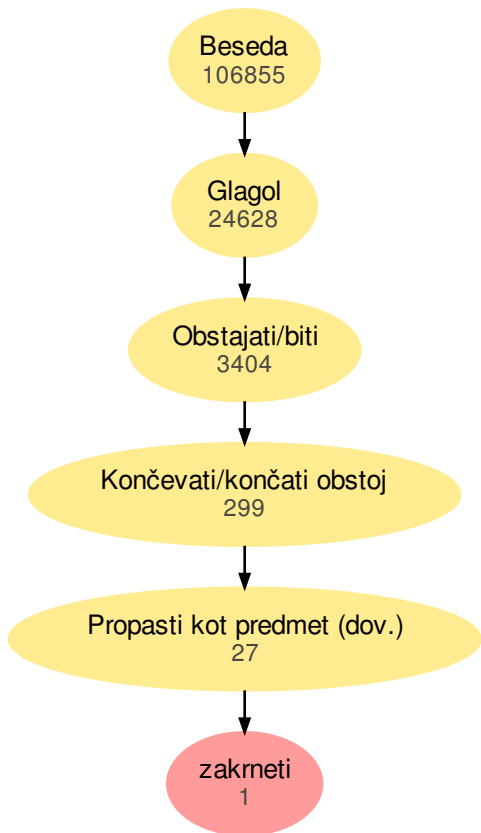 Beseda
106855
Glagol
24628
Obstajati/biti
3404
Končevati/končati obstoj
299
Propasti kot predmet (dov.)
27
zakrneti
1